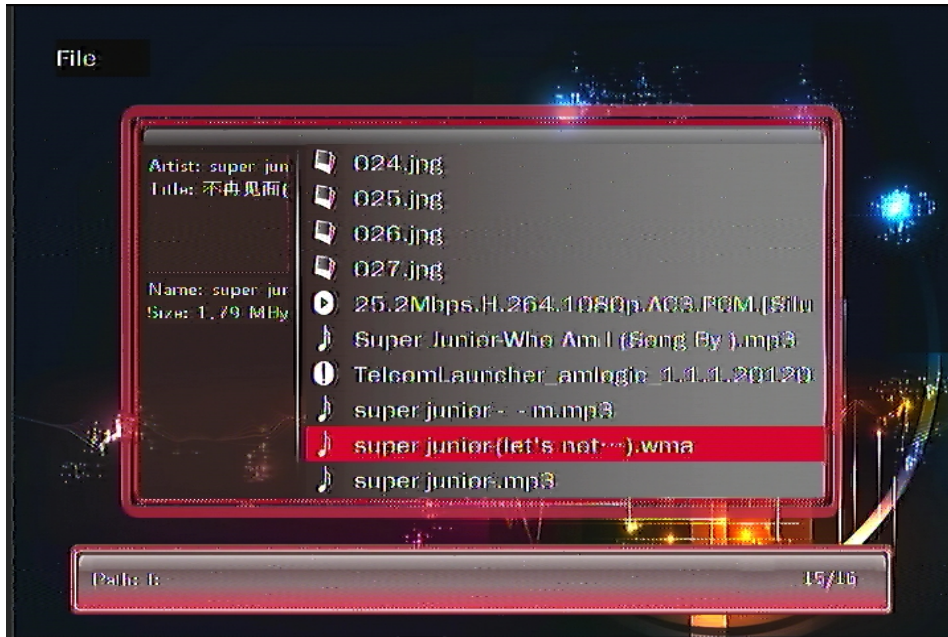 File
Artist: super jun
Title: 不再见面(
Name: super jur
Size: 1.79 MBy
024.jpg
025.jpg
026.jpg
027.jpg
25.2Mbps.H.264.1080p.AC3.PCM.[Silu
Super Junior-Who Am I (Song By ).mp3
TelcomLauncher_amlogic_1.1.1.20120
super junior - - m.mp3
super junior-(let's not…).wma
super junior-.mp3
Path: I:
15/16